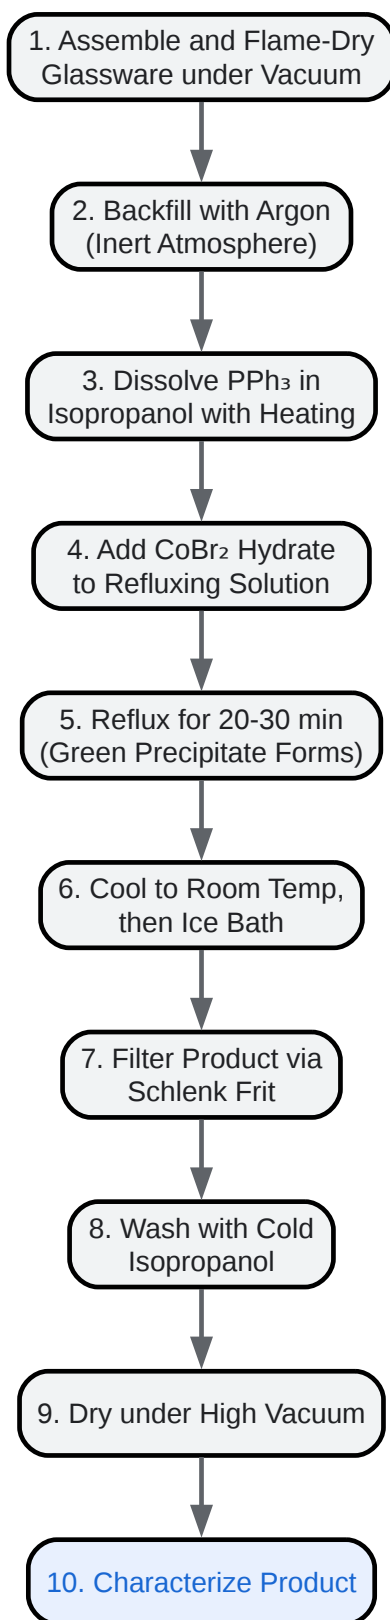 1. Assemble and Flame-Dry
Glassware under Vacuum
2. Backfill with Argon
(Inert Atmosphere)
3. Dissolve PPh₃ in
Isopropanol with Heating
4. Add CoBr₂ Hydrate
to Refluxing Solution
5. Reflux for 20-30 min
(Green Precipitate Forms)
6. Cool to Room Temp,
then Ice Bath
7. Filter Product via
Schlenk Frit
8. Wash with Cold
Isopropanol
9. Dry under High Vacuum
10. Characterize Product